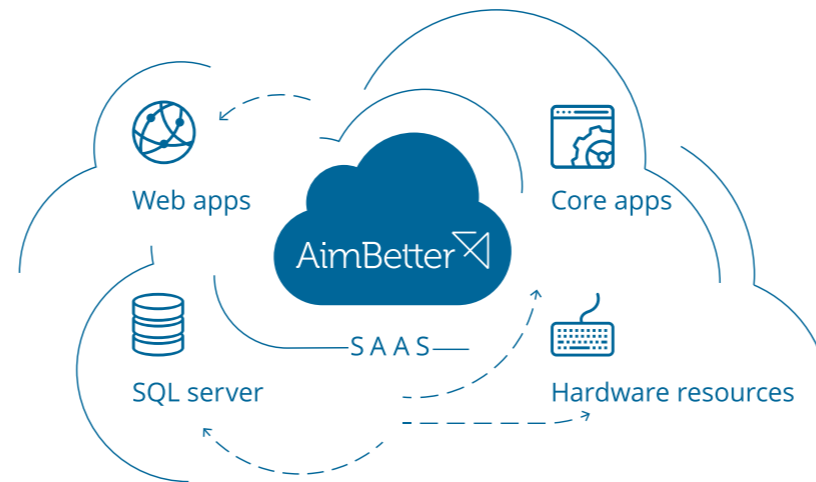 Web apps
Core apps
AimBetter
SAAS
SQL server
Hardware resources